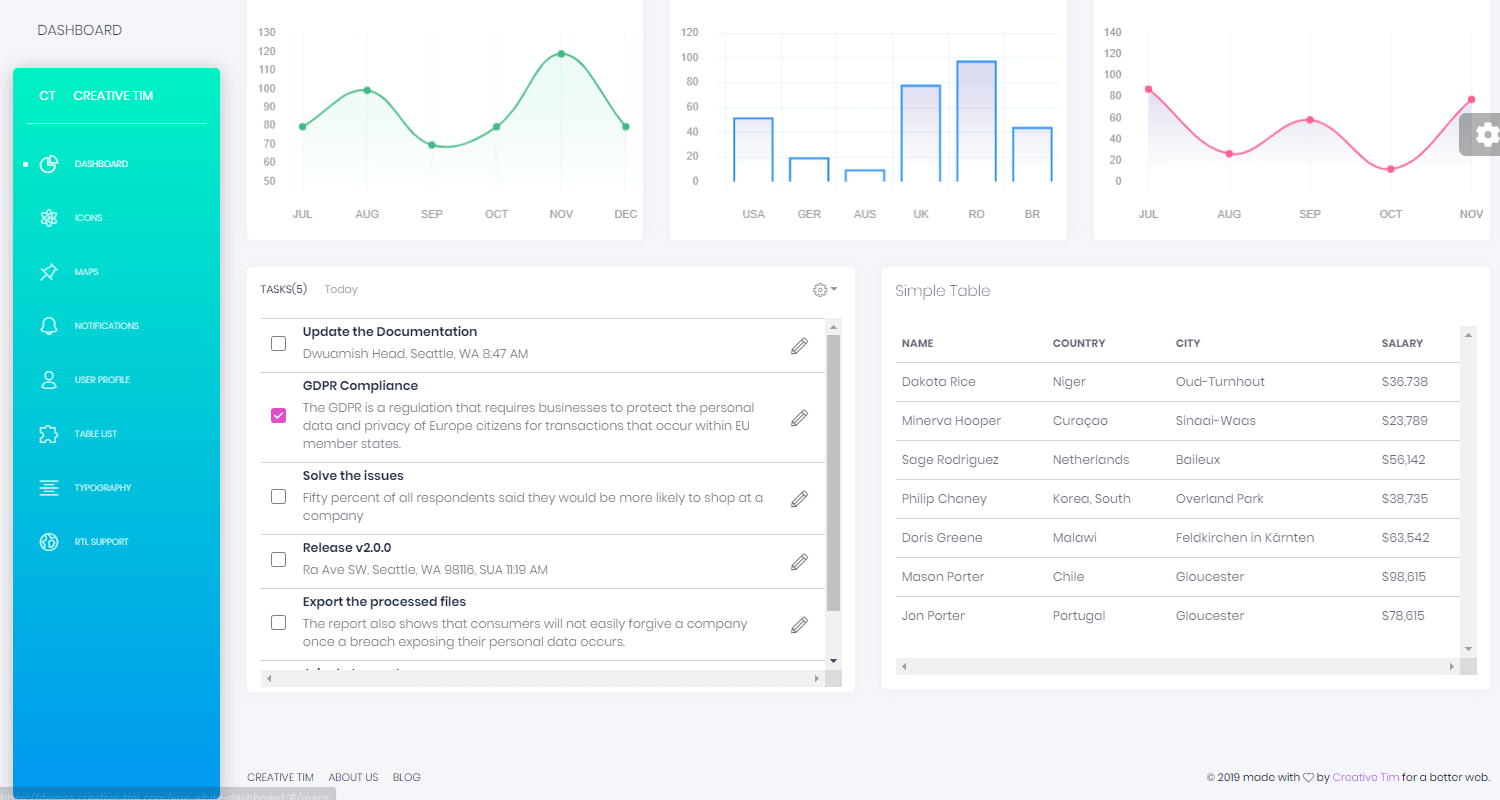 DASHBOARD
CT CREATIVE TIM
DASHBOARD
ICONS
MAPS
NOTIFICATIONS
USER PROFILE
TABLE LIST
TYPOGRAPHY
RTL SUPPORT
130
120
110
100
90
80
70
60
50
JUL AUG SEP OCT NOV DEC
120
100
80
60
40
20
0
USA GER AUS UK RO BR
140
120
100
80
60
40
20
0
JUL AUG SEP OCT NOV
TASKS(5) Today
Update the Documentation
Dwuamish Head, Seattle, WA 8:47 AM
GDPR Compliance
The GDPR is a regulation that requires businesses to protect the personal
data and privacy of Europe citizens for transactions that occur within EU
member states.
Solve the issues
Fifty percent of all respondents said they would be more likely to shop at a
company
Release v2.0.0
Ra Ave SW, Seattle, WA 98116, SUA 11:19 AM
Export the processed files
The report also shows that consumers will not easily forgive a company
once a breach exposing their personal data occurs.
Simple Table
NAME COUNTRY CITY SALARY
Dakota Rice Niger Oud-Turnhout $36.738
Minerva Hooper Curaçao Sinaai-Waas $23,789
Sage Rodriguez Netherlands Baileux $56,142
Philip Chaney Korea, South Overland Park $38,735
Doris Greene Malawi Feldkirchen in Kärnten $63,542
Mason Porter Chile Gloucester $98,615
Jon Porter Portugal Gloucester $78,615
CREATIVE TIM ABOUT US BLOG
© 2019 made with ♡ by Creative Tim for a better web.
https://demos.creative-tim.com/vue-white-dashboard/#/maps